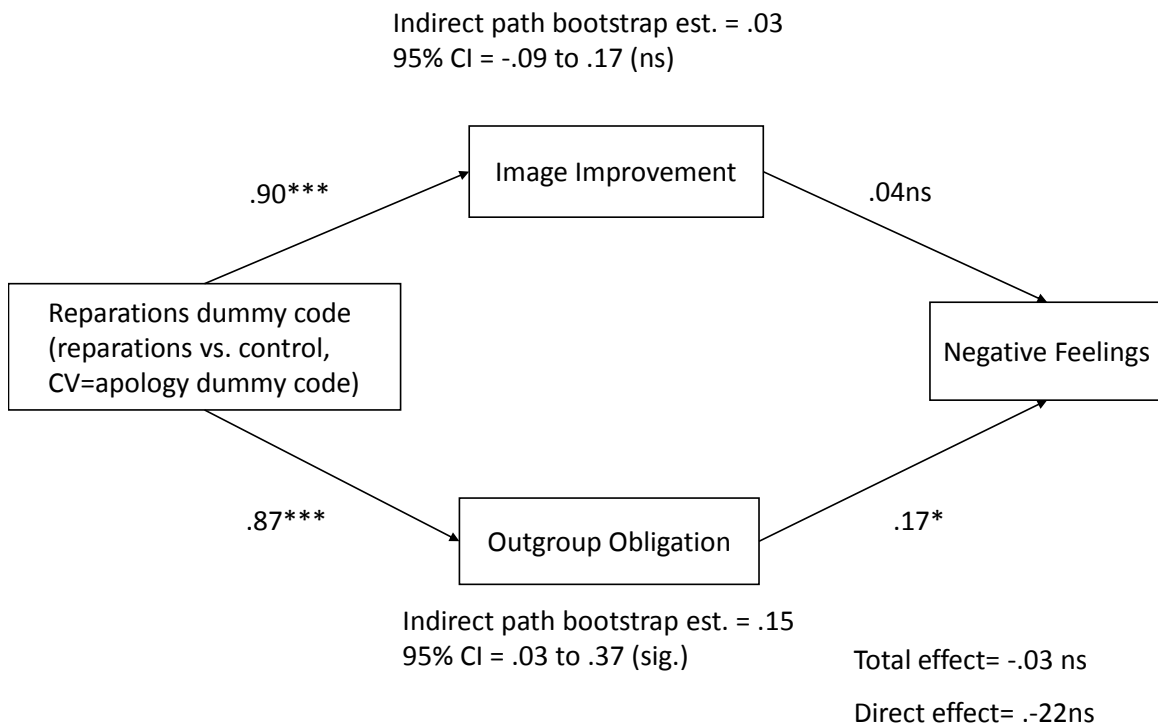 Indirect path bootstrap est. = .03
95% CI = -.09 to .17 (ns)
Image Improvement
.90***
.04ns
Reparations dummy code
(reparations vs. control,
CV=apology dummy code)
Negative Feelings
.87***
.17*
Outgroup Obligation
Indirect path bootstrap est. = .15
95% CI = .03 to .37 (sig.)
Total effect= -.03 ns
Direct effect= .-22ns